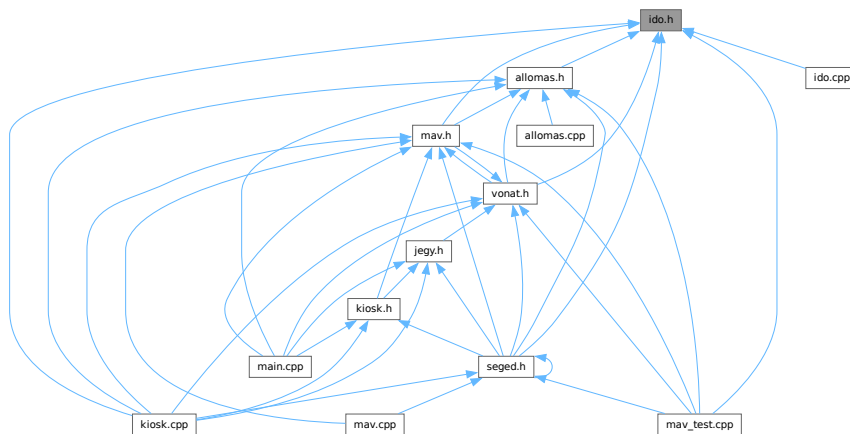 ido.h
allomas.h
ido.cpp
mav.h
allomas.cpp
vonat.h
jegy.h
kiosk.h
main.cpp
seged.h
kiosk.cpp
mav.cpp
mav_test.cpp